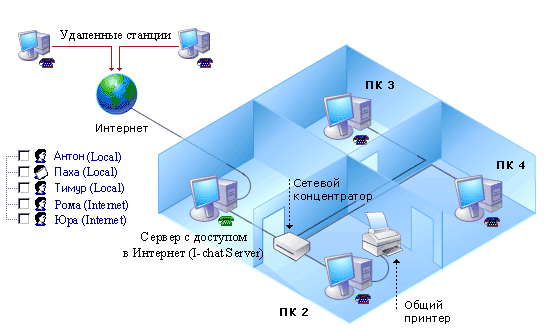 Удаленные станции
Интернет
Антон (Local)
Паха (Local)
Тимур (Local)
Рома (Internet)
Юра (Internet)
ПК 3
ПК 4
Сетевой
концентратор
Сервер с доступом
в Интернет (I-chat Server)
ПК 2
Общий
принтер